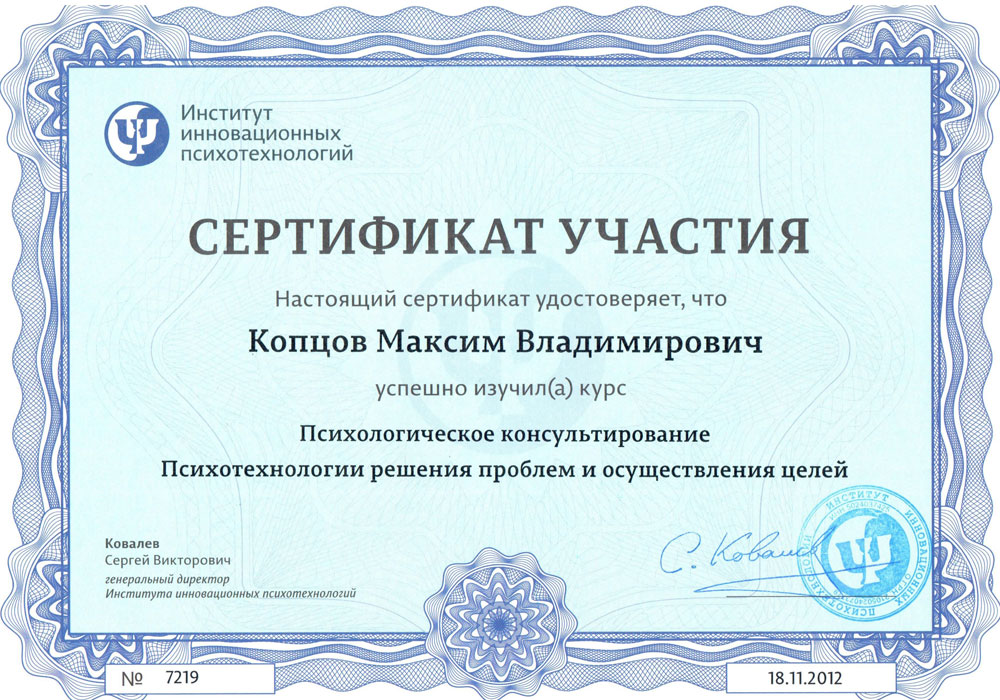 Институт
инновационных
психотехнологий
СЕРТИФИКАТ УЧАСТИЯ
Настоящий сертификат удостоверяет, что
Копцов Максим Владимирович
успешно изучил(а) курс
Психологическое консультирование
Психотехнологии решения проблем и осуществления целей
Ковалев
Сергей Викторович
генеральный директор
Института инновационных психотехнологий
С. Ковалев
ИНСТИТУТ ИННОВАЦИОННЫХ ПСИХОТЕХНОЛОГИЙ
№ 7219
18.11.2012